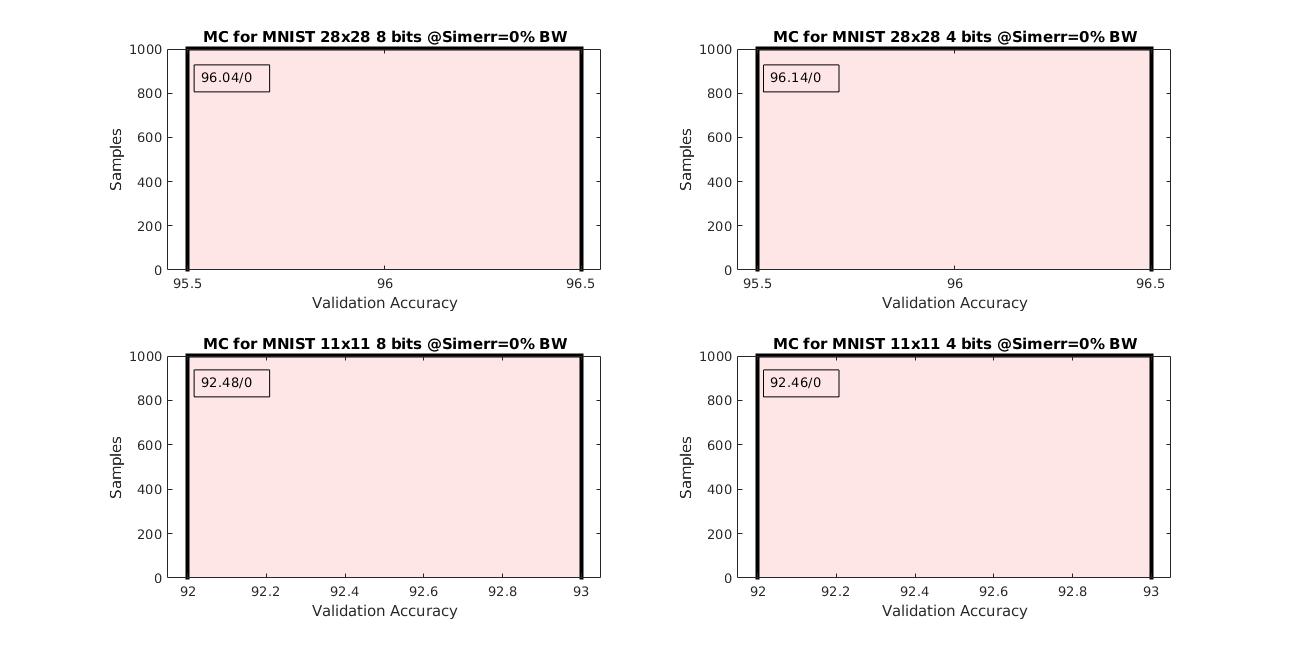 MC for MNIST 28x28 8 bits @Simerr=0% BW
1000
800
600
400
200
0
Samples
96.04/0
95.5 96 96.5
Validation Accuracy
MC for MNIST 28x28 4 bits @Simerr=0% BW
1000
800
600
400
200
0
Samples
96.14/0
95.5 96 96.5
Validation Accuracy
MC for MNIST 11x11 8 bits @Simerr=0% BW
1000
800
600
400
200
0
Samples
92.48/0
92 92.2 92.4 92.6 92.8 93
Validation Accuracy
MC for MNIST 11x11 4 bits @Simerr=0% BW
1000
800
600
400
200
0
Samples
92.46/0
92 92.2 92.4 92.6 92.8 93
Validation Accuracy